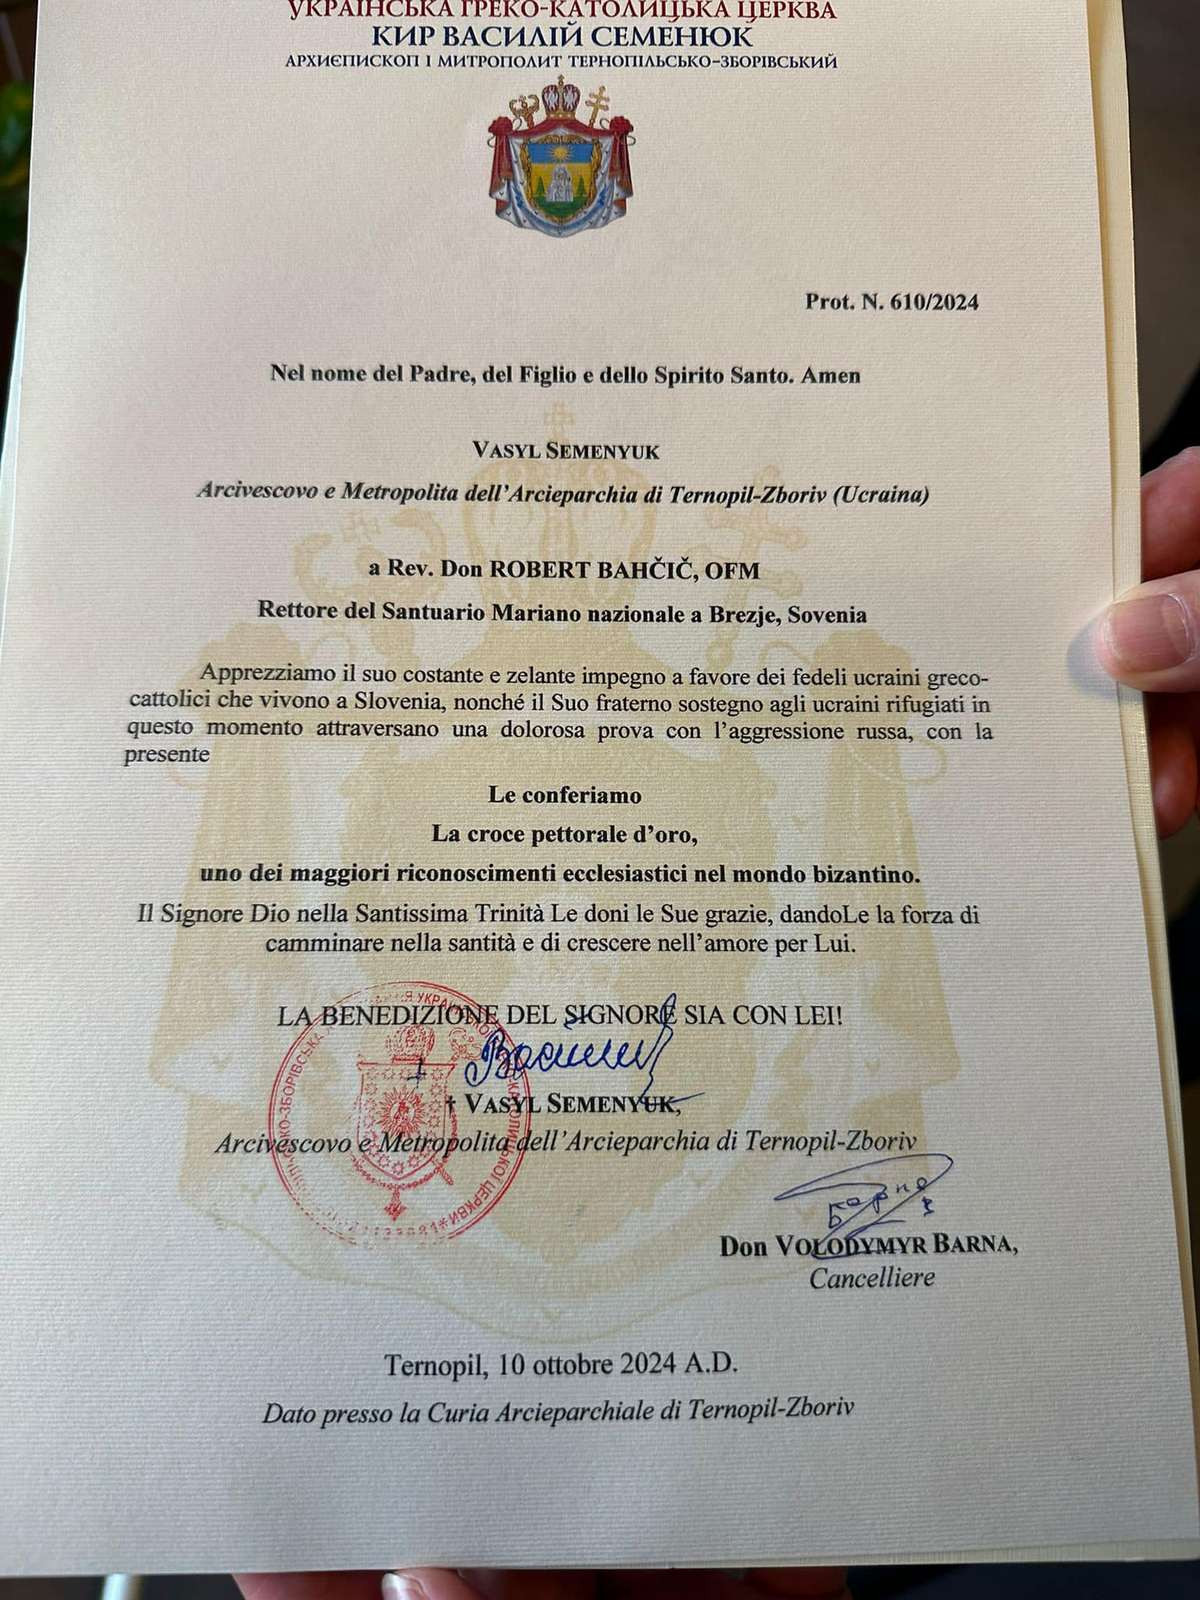 УКРАЇНСЬКА ГРЕКО-КАТОЛИЦЬКА ЦЕРКВА
КИР ВАСИЛІЙ СЕМЕНЮК
АРХИЄПИСКОП І МИТРОПОЛИТ ТЕРНОПІЛЬСЬКО-ЗБОРІВСЬКИЙ
Prot. N. 610/2024
Nel nome del Padre, del Figlio e dello Spirito Santo. Amen
VASYL SEMENYUK
Arcivescovo e Metropolita dell'Arcieparchia di Ternopil-Zboriv (Ucraina)
a Rev. Don ROBERT BAHČIČ, OFM
Rettore del Santuario Mariano nazionale a Brezje, Sovenia
Apprezziamo il suo costante e zelante impegno a favore dei fedeli ucraini greco-
cattolici che vivono a Slovenia, nonché il Suo fraterno sostegno agli ucraini rifugiati in
questo momento attraversano una dolorosa prova con l'aggressione russa, con la
presente
Le conferiamo
La croce pettorale d'oro,
uno dei maggiori riconoscimenti ecclesiastici nel mondo bizantino.
Il Signore Dio nella Santissima Trinità Le doni le Sue grazie, dandoLe la forza di
camminare nella santità e di crescere nell'amore per Lui.
LA BENEDIZIONE DEL SIGNORE SIA CON LEI!
† VASYL SEMENYUK,
Arcivescovo e Metropolita dell'Arcieparchia di Ternopil-Zboriv
Don VOLODYMYR BARNA,
Cancelliere
Ternopil, 10 ottobre 2024 A.D.
Dato presso la Curia Arcieparchiale di Ternopil-Zboriv